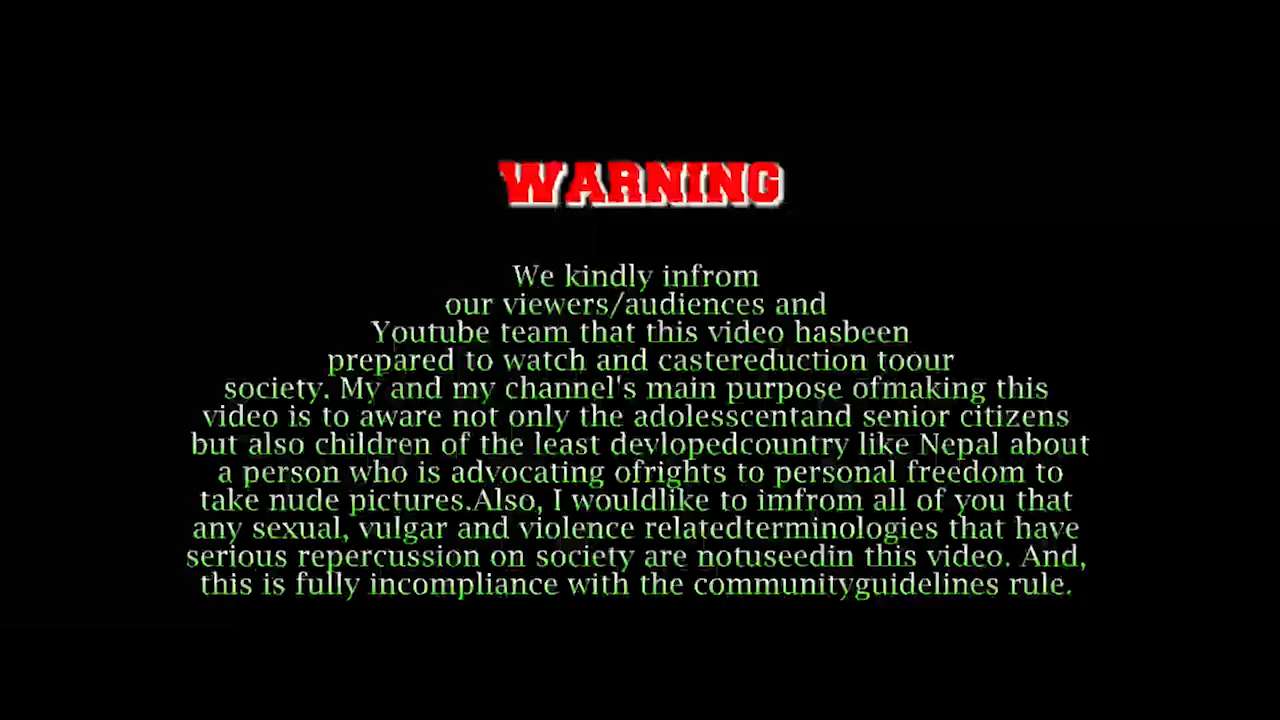 WARNING
We kindly infrom
our viewers/audiences and
Youtube team that this video hasbeen
prepared to watch and castereduction toour
society. My and my channel's main purpose ofmaking this
video is to aware not only the adolesscentand senior citizens
but also children of the least devlopedcountry like Nepal about
a person who is advocating ofrights to personal freedom to
take nude pictures.Also, I wouldlike to imfrom all of you that
any sexual, vulgar and violence relatedterminologies that have
serious repercussion on society are notuseedin this video. And,
this is fully incompliance with the communityguidelines rule.